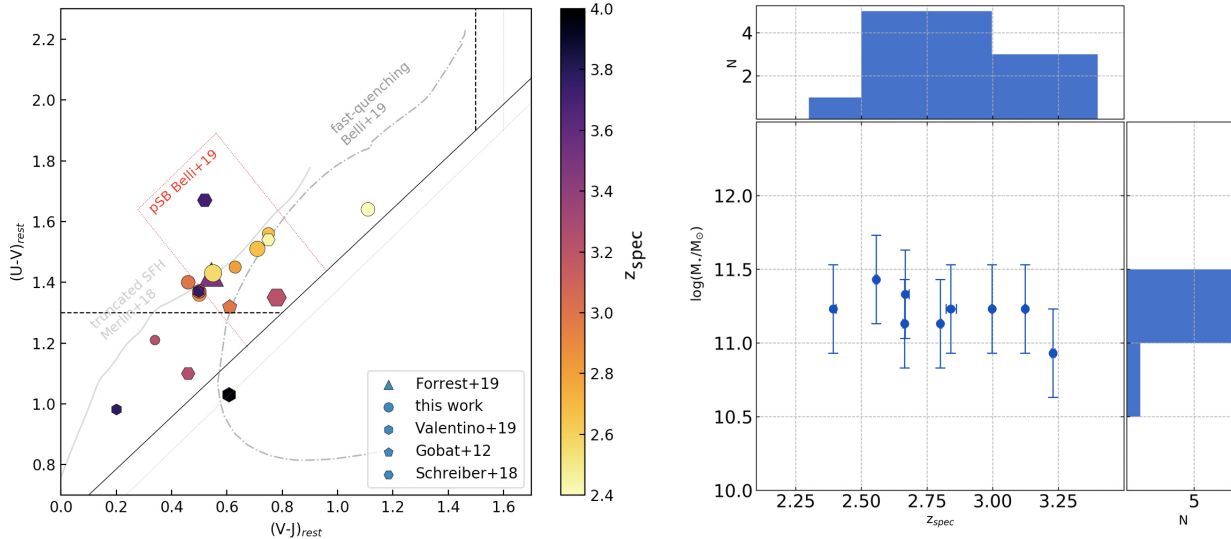 2.2
2.0
1.8
1.6
1.4
1.2
1.0
0.8
(U-V)rest
0.0 0.2 0.4 0.6 0.8 1.0 1.2 1.4 1.6
(V-J)rest
fast-quenching
Belli+19
pSB Belli+19
truncated SFH
Merlin+18
Forrest+19
this work
Valentino+19
Gobat+12
Schreiber+18
4.0
3.8
3.6
3.4
3.2
3.0
2.8
2.6
2.4
zspec
4
2
N
12.0
11.5
11.0
10.5
10.0
log(M⋆/M⊙)
2.25 2.50 2.75 3.00 3.25
zspec
5
N